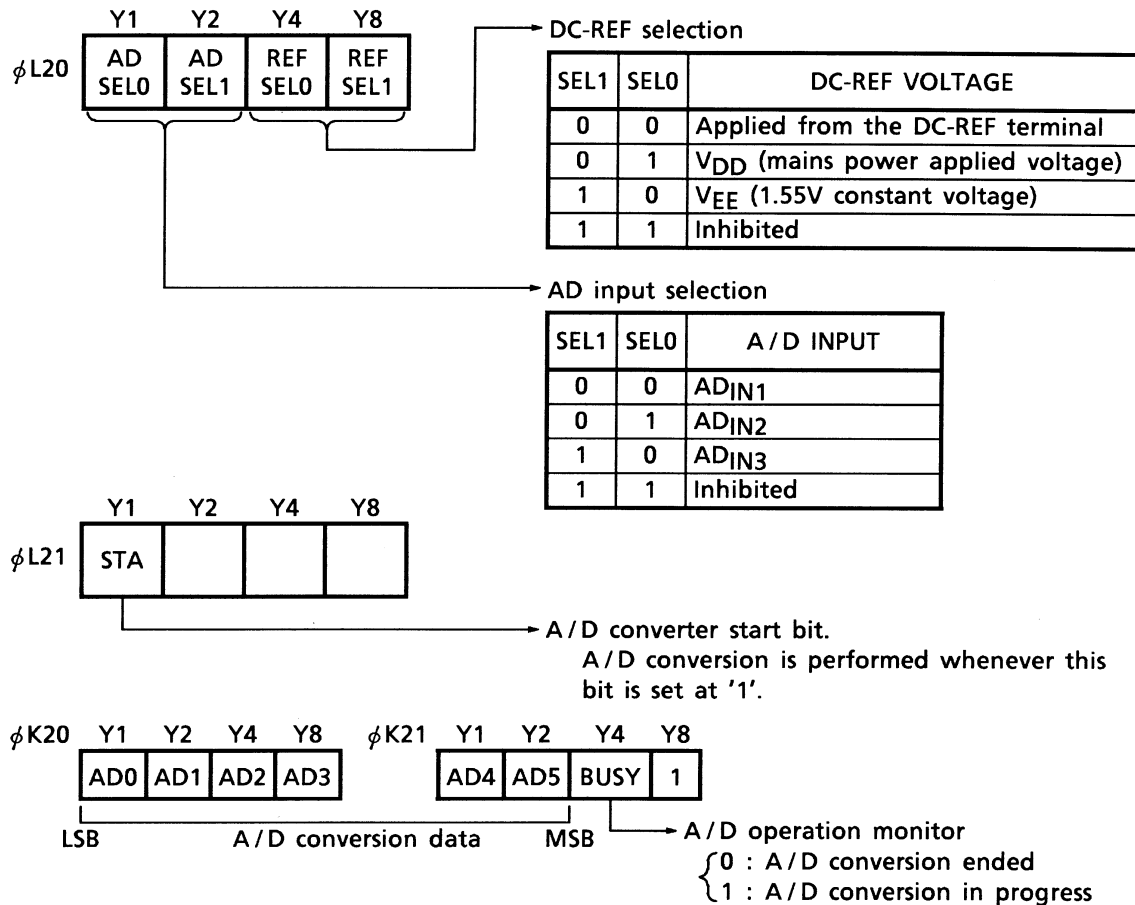 Y1 Y2 Y4 Y8
φL20 AD SEL0 AD SEL1 REF SEL0 REF SEL1
DC-REF selection
SEL1 SEL0 DC-REF VOLTAGE
0 0 Applied from the DC-REF terminal
0 1 VDD (mains power applied voltage)
1 0 VEE (1.55V constant voltage)
1 1 Inhibited
AD input selection
SEL1 SEL0 A/D INPUT
0 0 ADIN1
0 1 ADIN2
1 0 ADIN3
1 1 Inhibited
Y1 Y2 Y4 Y8
φL21 STA
A/D converter start bit.
A/D conversion is performed whenever this
bit is set at '1'.
φK20 Y1 Y2 Y4 Y8 φK21 Y1 Y2 Y4 Y8
AD0 AD1 AD2 AD3 AD4 AD5 BUSY 1
LSB A/D conversion data MSB
A/D operation monitor
0 : A/D conversion ended
1 : A/D conversion in progress